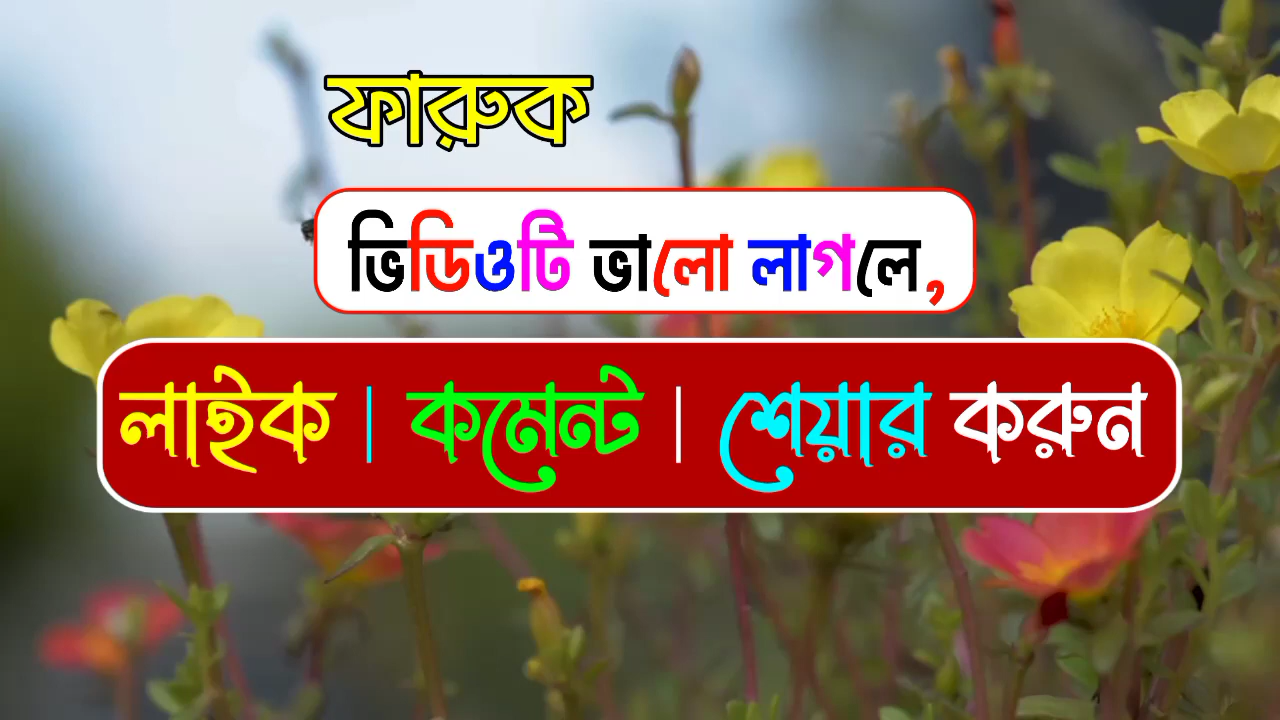 ফারুক
ভিডিওটি ভালো লাগলে,
লাইক | কমেন্ট | শেয়ার করুন